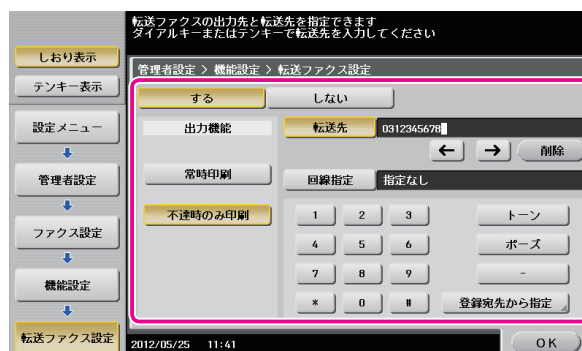 転送ファクスの出力先と転送先を指定できます
ダイアルキーまたはテンキーで転送先を入力してください
しおり表示
テンキー表示
設定メニュー
管理者設定
ファクス設定
機能設定
転送ファクス設定
管理者設定 > 機能設定 > 転送ファクス設定
する
しない
出力機能
常時印刷
不達時のみ印刷
転送先
0312345678
← → 削除
回線指定
指定なし
1 2 3 トーン
4 5 6 ポーズ
7 8 9 -
* 0 # 登録宛先から指定
2012/05/25 11:41
OK